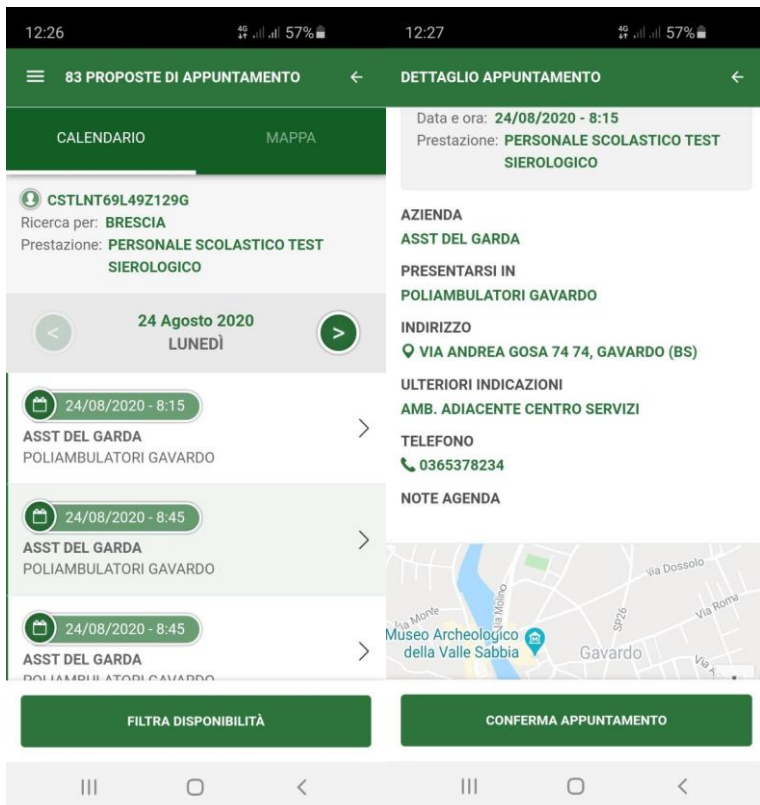 12:26
4G 57%
83 PROPOSTE DI APPUNTAMENTO
CALENDARIO MAPPA
CSTLNT69L49Z129G
Ricerca per: BRESCIA
Prestazione: PERSONALE SCOLASTICO TEST
SIEROLOGICO
<
24 Agosto 2020
LUNEDÌ
>
24/08/2020 - 8:15
ASST DEL GARDA
POLIAMBULATORI GAVARDO
24/08/2020 - 8:45
ASST DEL GARDA
POLIAMBULATORI GAVARDO
24/08/2020 - 8:45
ASST DEL GARDA
POLIAMBULATORI GAVARDO
FILTRA DISPONIBILITÀ
12:27
4G 57%
DETTAGLIO APPUNTAMENTO
Data e ora: 24/08/2020 - 8:15
Prestazione: PERSONALE SCOLASTICO TEST
SIEROLOGICO
AZIENDA
ASST DEL GARDA
PRESENTARSI IN
POLIAMBULATORI GAVARDO
INDIRIZZO
VIA ANDREA GOSA 74 74, GAVARDO (BS)
ULTERIORI INDICAZIONI
AMB. ADIACENTE CENTRO SERVIZI
TELEFONO
0365378234
NOTE AGENDA
Via Dossolo
Via Molino
Via Monte
SP26
Via Roma
Museo Archeologico
della Valle Sabbia
Gavardo
Via
CONFERMA APPUNTAMENTO